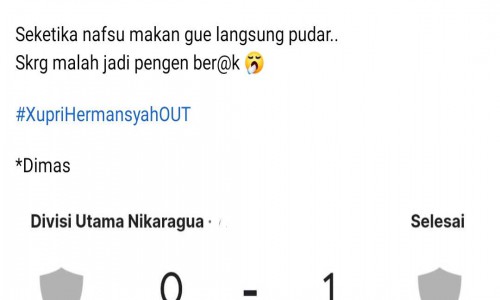 Seketika nafsu makan gue langsung pudar..
Skrg malah jadi pengen ber@k 🥱
#XupriHermansyahOUT
*Dimas
Divisi Utama Nikaragua · Selesai
0 - 1